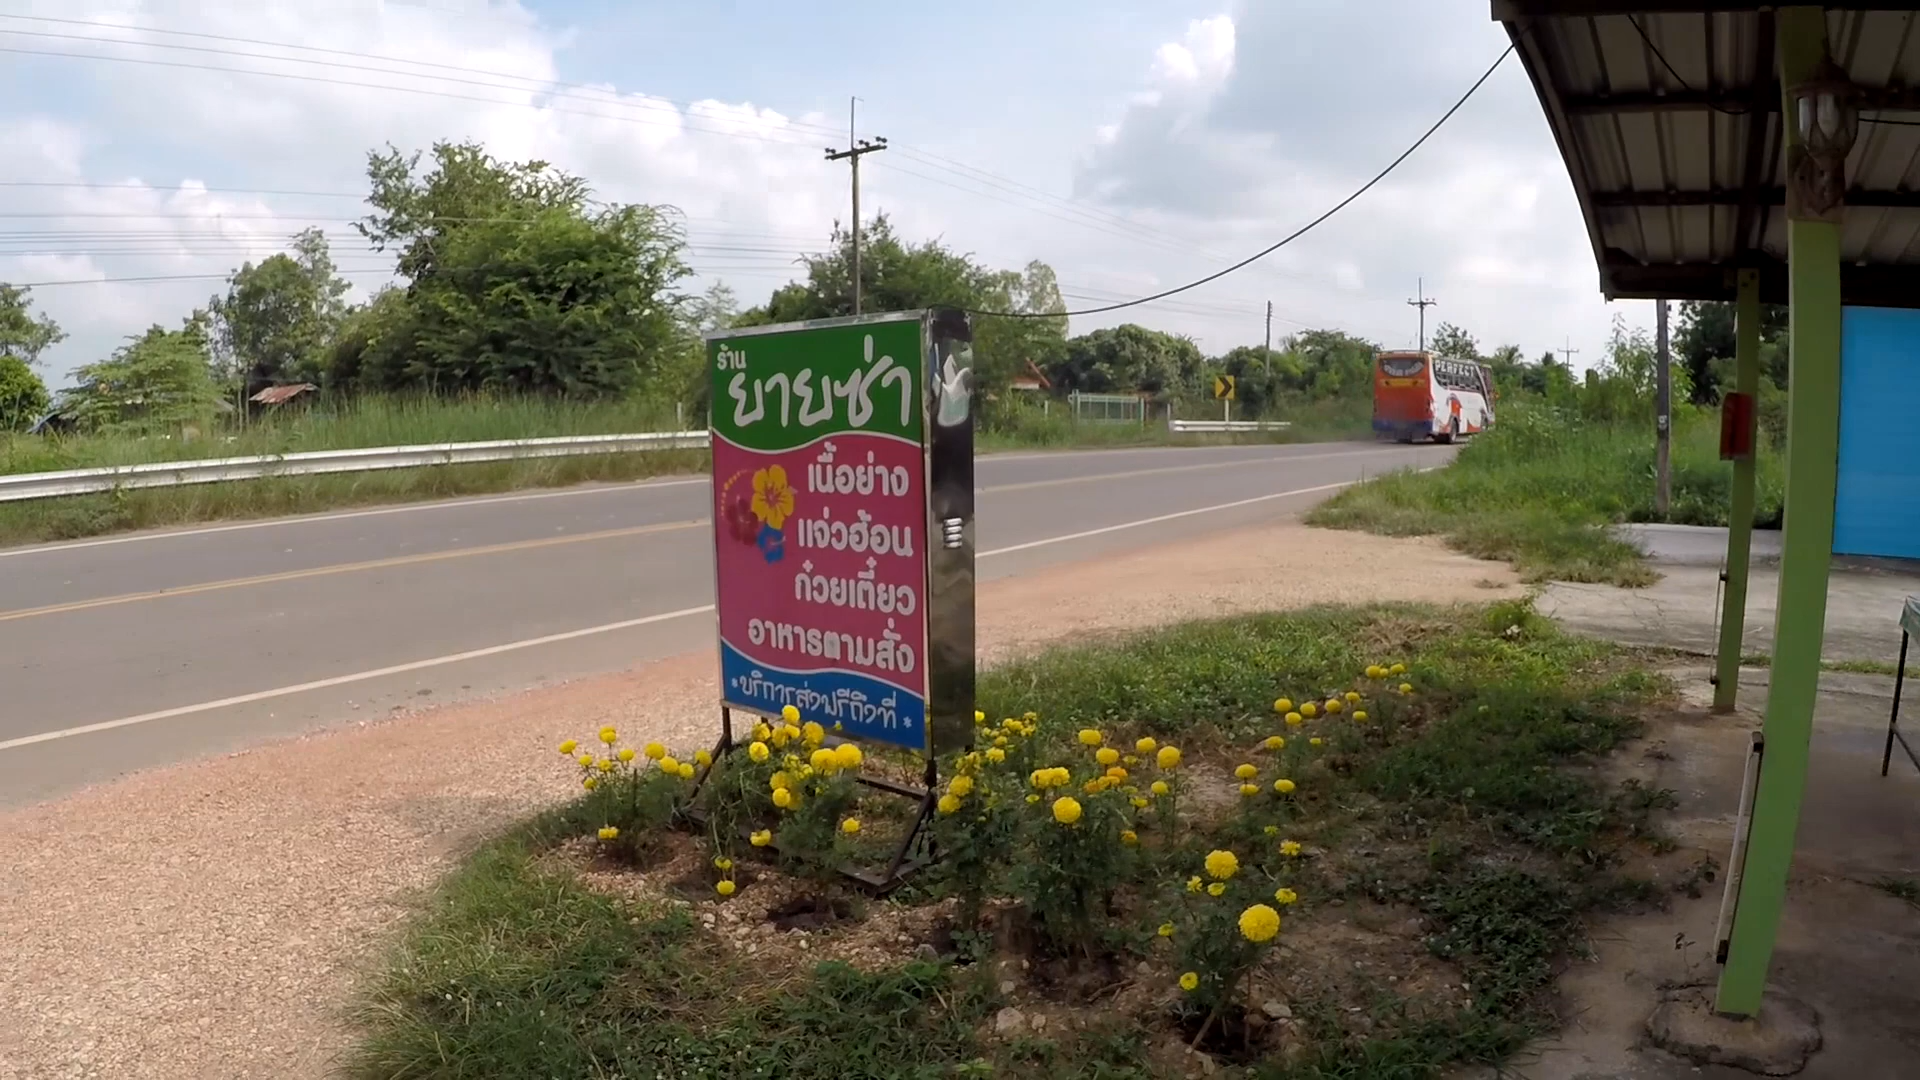 ร้าน
ยายซ่า
เนื้อย่าง
แจ่วฮ้อน
ก๋วยเตี๋ยว
อาหารตามสั่ง
*บริการส่งฟรีถึงที่*
PERFECT